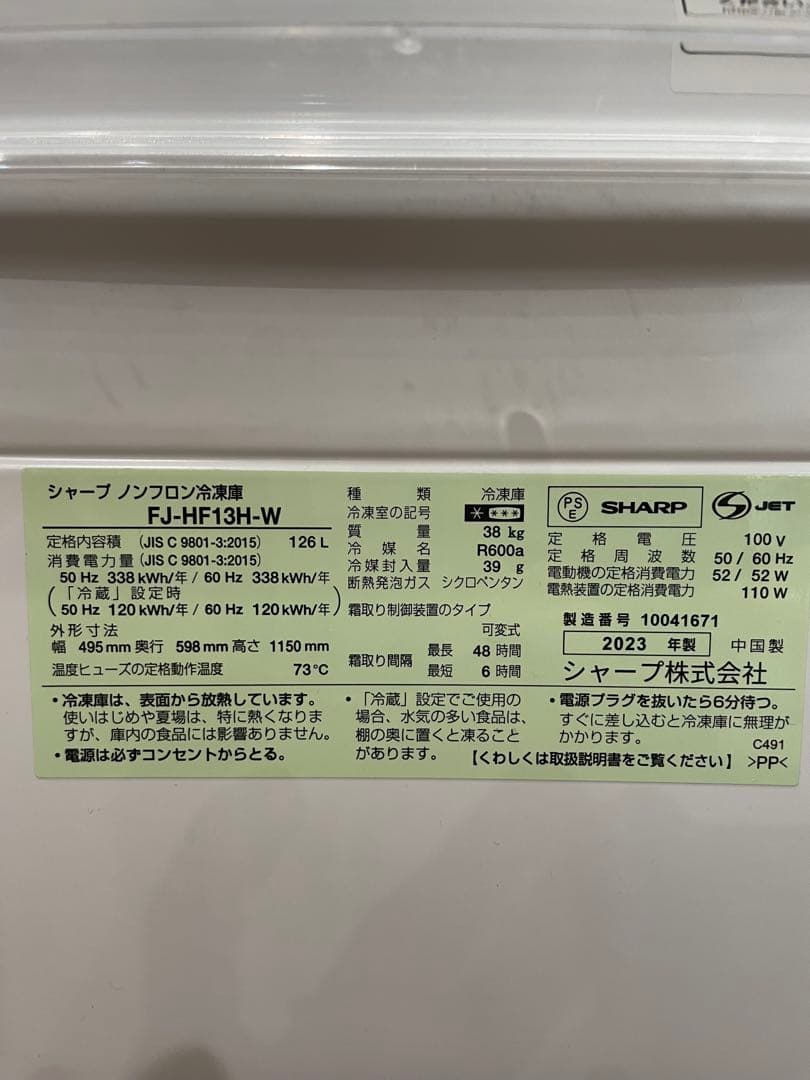 シャープ ノンフロン冷凍庫
FJ-HF13H-W
定格内容積 (JIS C 9801-3:2015) 126 L
消費電力量 (JIS C 9801-3:2015)
50 Hz 338 kWh/年 / 60 Hz 338 kWh/年
「冷蔵」設定時
50 Hz 120 kWh/年 / 60 Hz 120 kWh/年
外形寸法
幅 495 mm 奥行 598 mm 高さ 1150 mm
温度ヒューズの定格動作温度 73℃
種類 冷凍庫
冷凍室の記号 * ***
質量 38 kg
冷媒名 R600a
冷媒封入量 39 g
断熱発泡ガス シクロペンタン
霜取り制御装置のタイプ
可変式
霜取り間隔 最長 48 時間
最短 6 時間
PSE SHARP S JET
定格電圧 100 V
定格周波数 50 / 60 Hz
電動機の定格消費電力 52 / 52 W
電熱装置の定格消費電力 110 W
製造番号 10041671
2023 年製 中国製
シャープ株式会社
・冷凍庫は、表面から放熱しています。
使いはじめや夏場は、特に熱くなりま
すが、庫内の食品には影響ありません。
・電源は必ずコンセントからとる。
・「冷蔵」設定でご使用の
場合、水気の多い食品は、
棚の奥に置くと凍ること
があります。
・電源プラグを抜いたら6分待つ。
すぐに差し込むと冷凍庫に無理が
かかります。
C491
【くわしくは取扱説明書をご覧ください】 >PP<